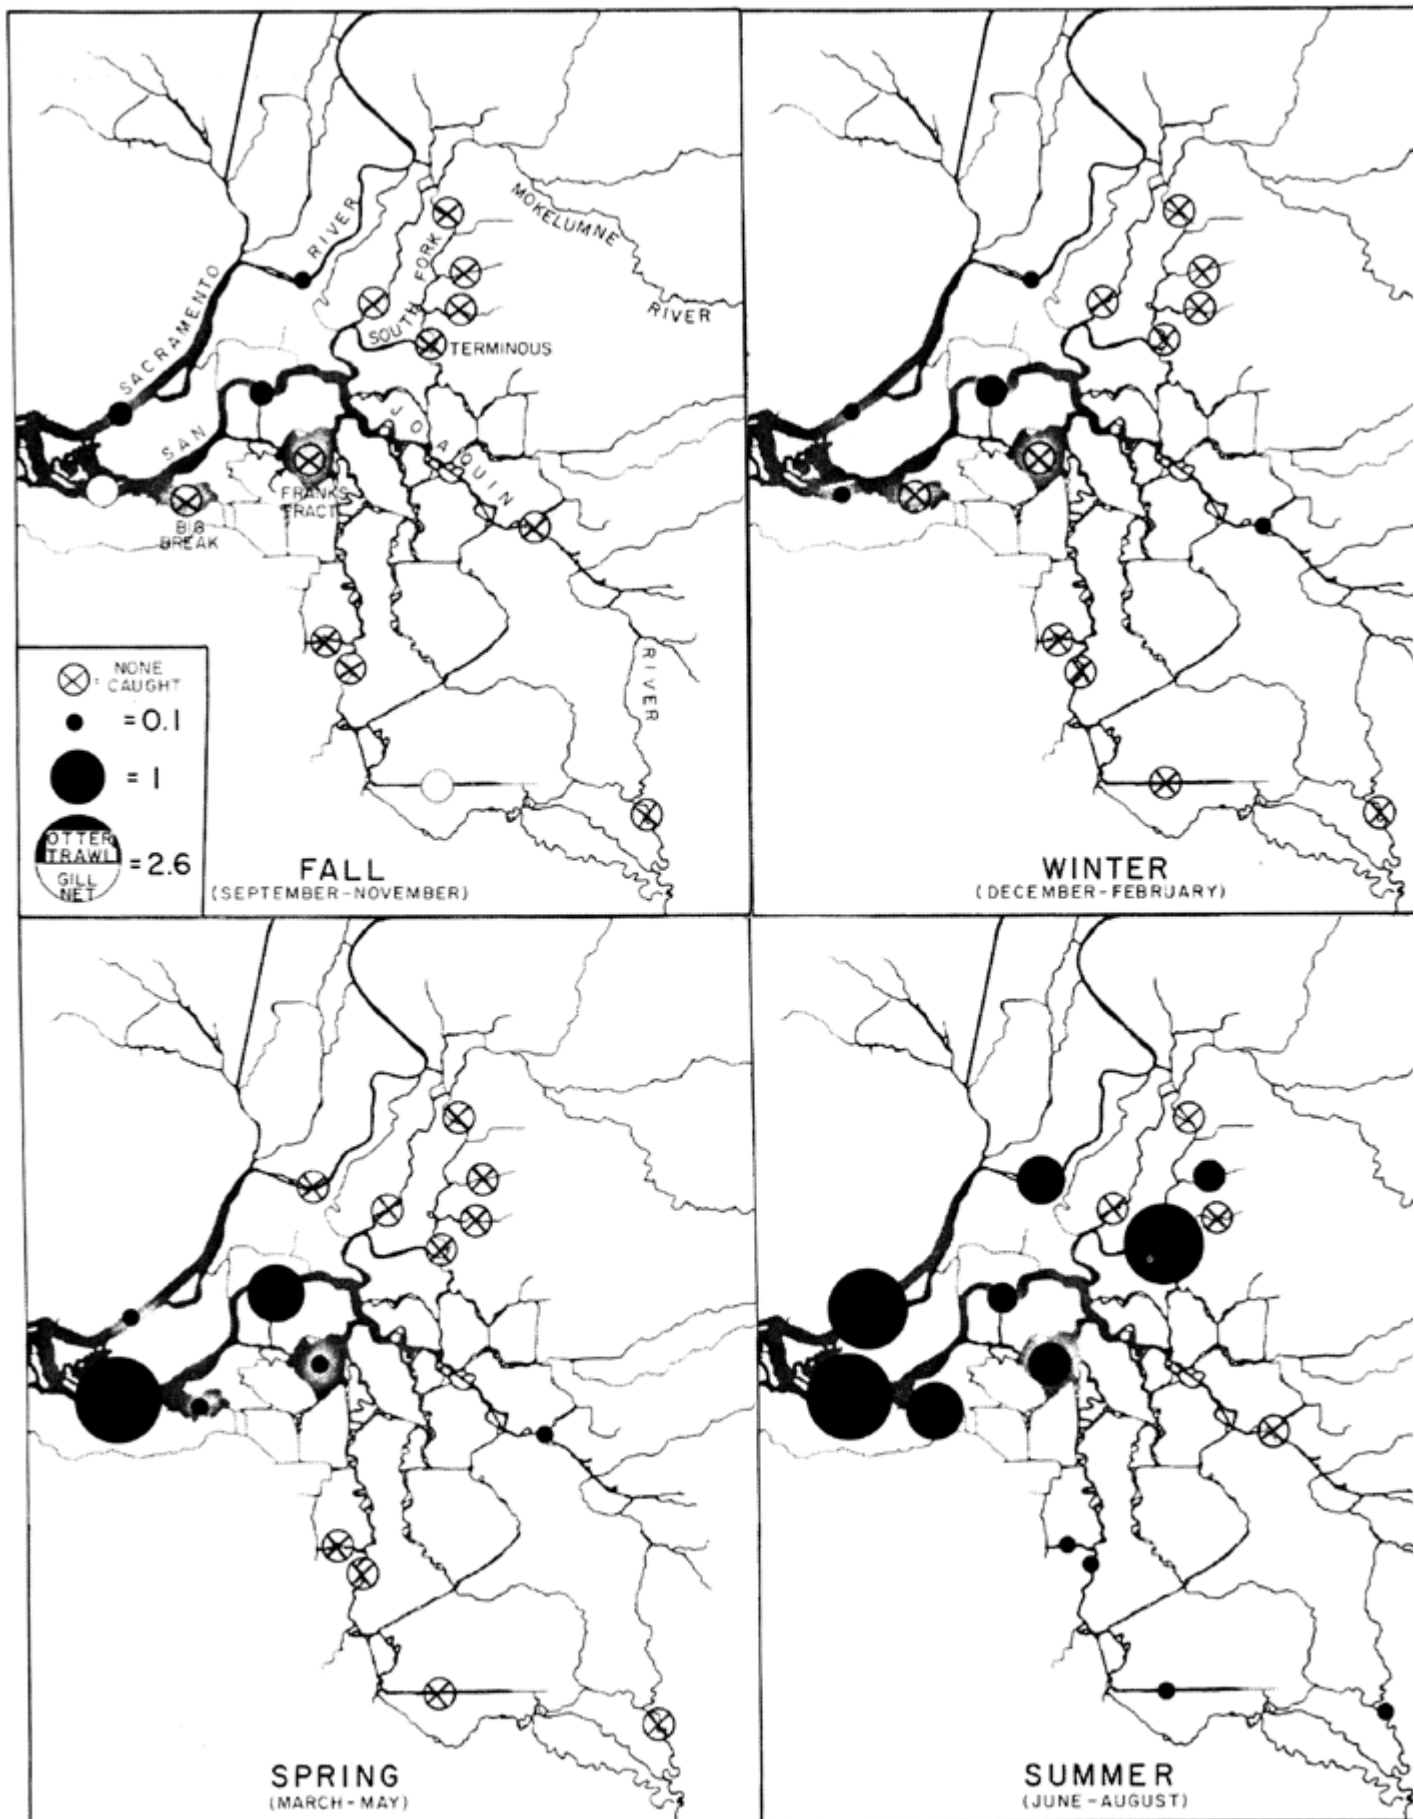 MOKELUMNE
RIVER
RIVER
SOUTH FORK
SACRAMENTO
TERMINOUS
SAN
JOAQUIN
FRANKS
TRACT
BIG
BREAK
RIVER
NONE
CAUGHT
=0.1
= 1
OTTER
TRAWL
GILL
NET
=2.6
FALL
(SEPTEMBER-NOVEMBER)
WINTER
(DECEMBER-FEBRUARY)
SPRING
(MARCH-MAY)
SUMMER
(JUNE-AUGUST)